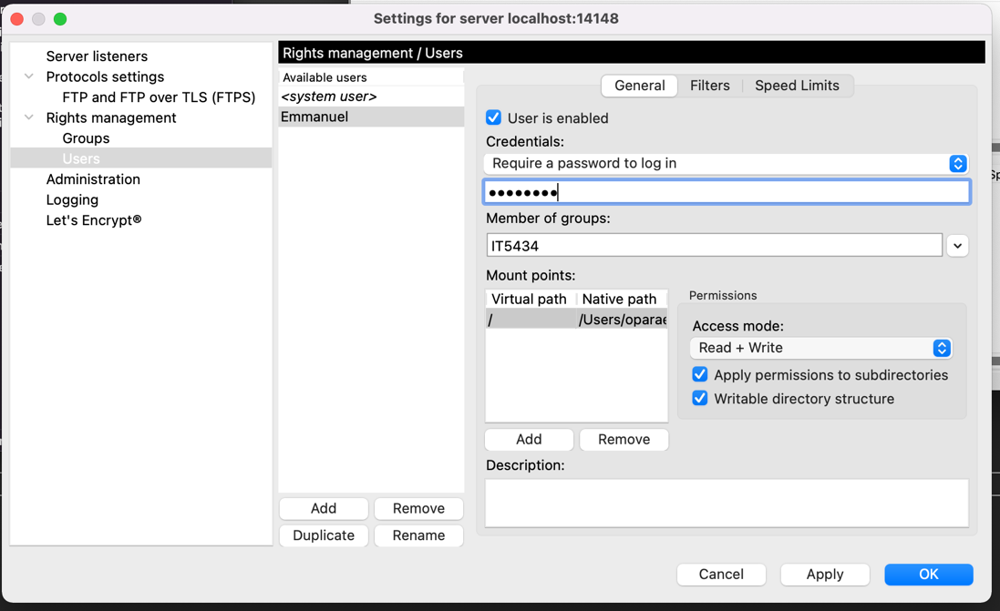 Settings for server localhost:14148
Server listeners
Protocols settings
FTP and FTP over TLS (FTPS)
Rights management
Groups
Users
Administration
Logging
Let's Encrypt®
Rights management / Users
Available users
<system user>
Emmanuel
Add
Remove
Duplicate
Rename
General
Filters
Speed Limits
User is enabled
Credentials:
Require a password to log in
••••••••
Member of groups:
IT5434
Mount points:
Virtual path
Native path
/
/Users/oparae
Permissions
Access mode:
Read + Write
Apply permissions to subdirectories
Writable directory structure
Add
Remove
Description:
Cancel
Apply
OK